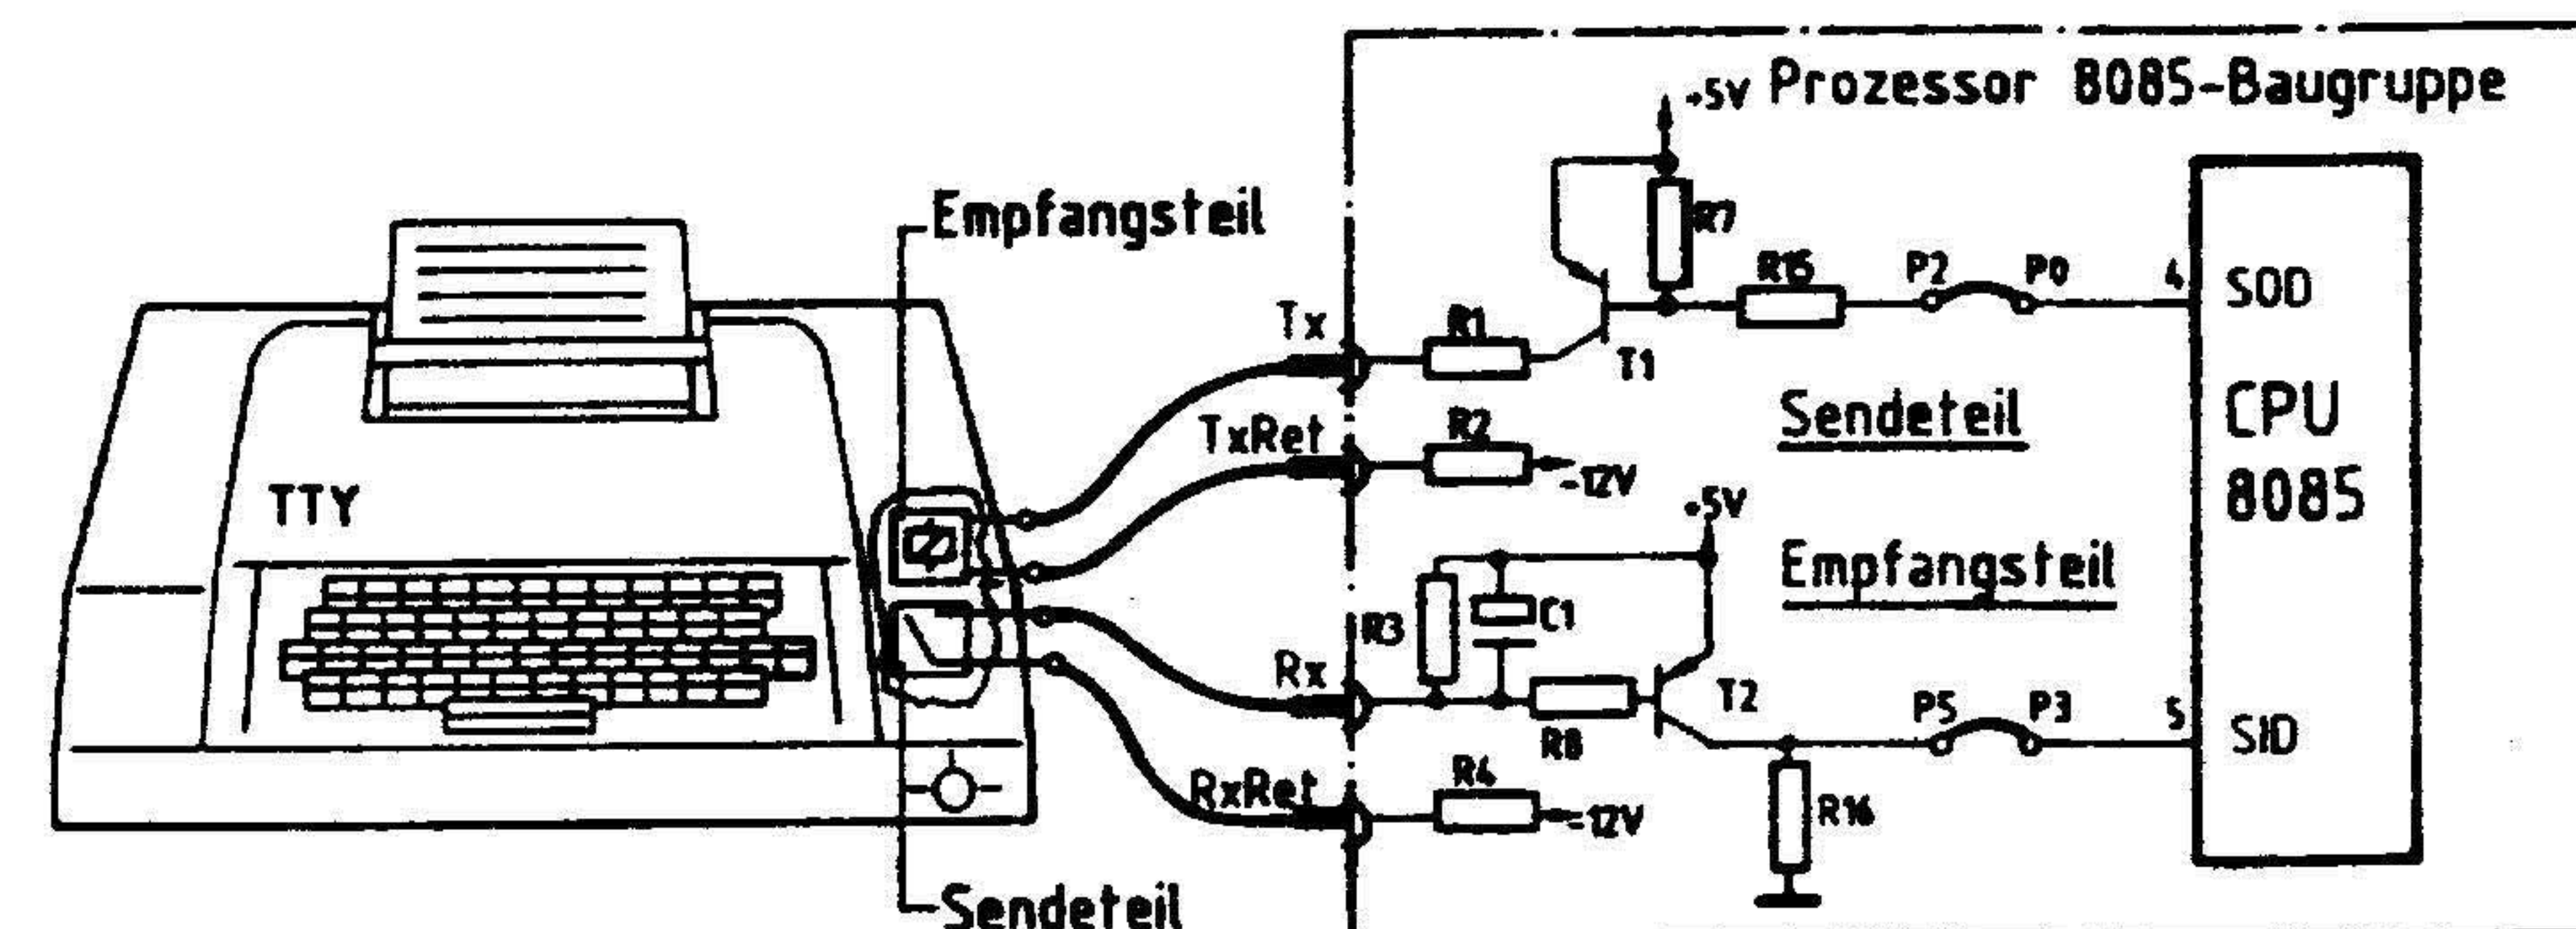 +5V Prozessor 8085-Baugruppe
Empfangsteil
R7
R15
P2
P0
4
SOD
Tx
R1
T1
TxRet
R2
-12V
Sendeteil
CPU
8085
TTY
+5V
Empfangsteil
R3
C1
Rx
R8
T2
P5
P3
5
SID
RxRet
R4
-12V
R16
Sendeteil